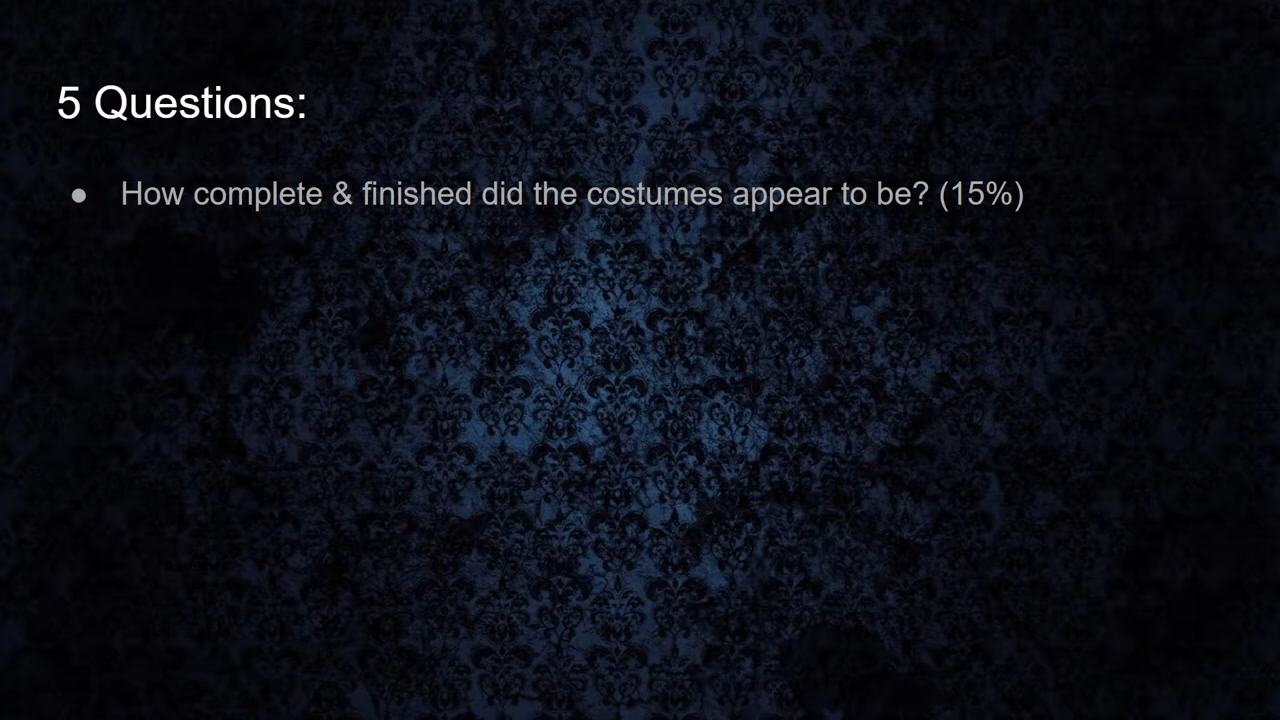 5 Questions:
● How complete & finished did the costumes appear to be? (15%)